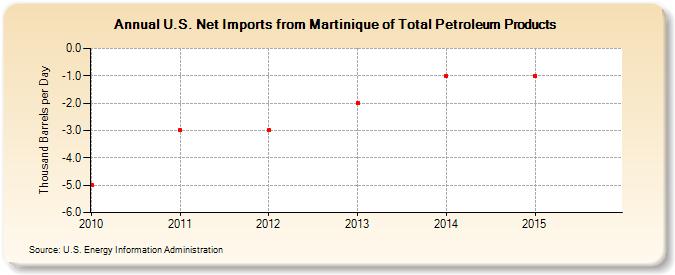 Annual U.S. Net Imports from Martinique of Total Petroleum Products
Thousand Barrels per Day
0.0
-1.0
-2.0
-3.0
-4.0
-5.0
-6.0
2010 2011 2012 2013 2014 2015
Source: U.S. Energy Information Administration